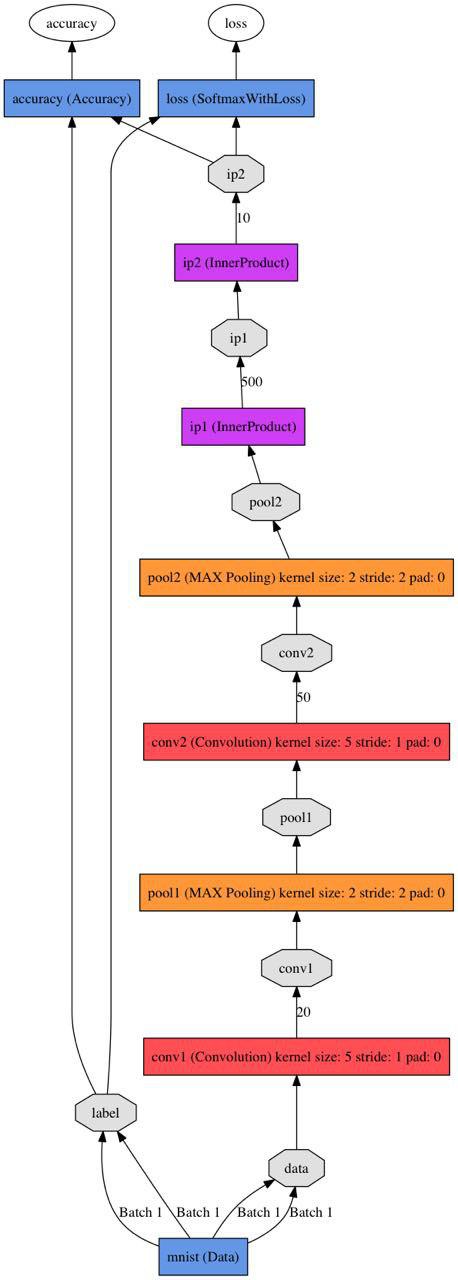 accuracy
loss
accuracy (Accuracy)
loss (SoftmaxWithLoss)
ip2
10
ip2 (InnerProduct)
ip1
500
ip1 (InnerProduct)
pool2
pool2 (MAX Pooling) kernel size: 2 stride: 2 pad: 0
conv2
50
conv2 (Convolution) kernel size: 5 stride: 1 pad: 0
pool1
pool1 (MAX Pooling) kernel size: 2 stride: 2 pad: 0
conv1
20
conv1 (Convolution) kernel size: 5 stride: 1 pad: 0
label
data
Batch 1
Batch 1
Batch 1
Batch 1
mnist (Data)